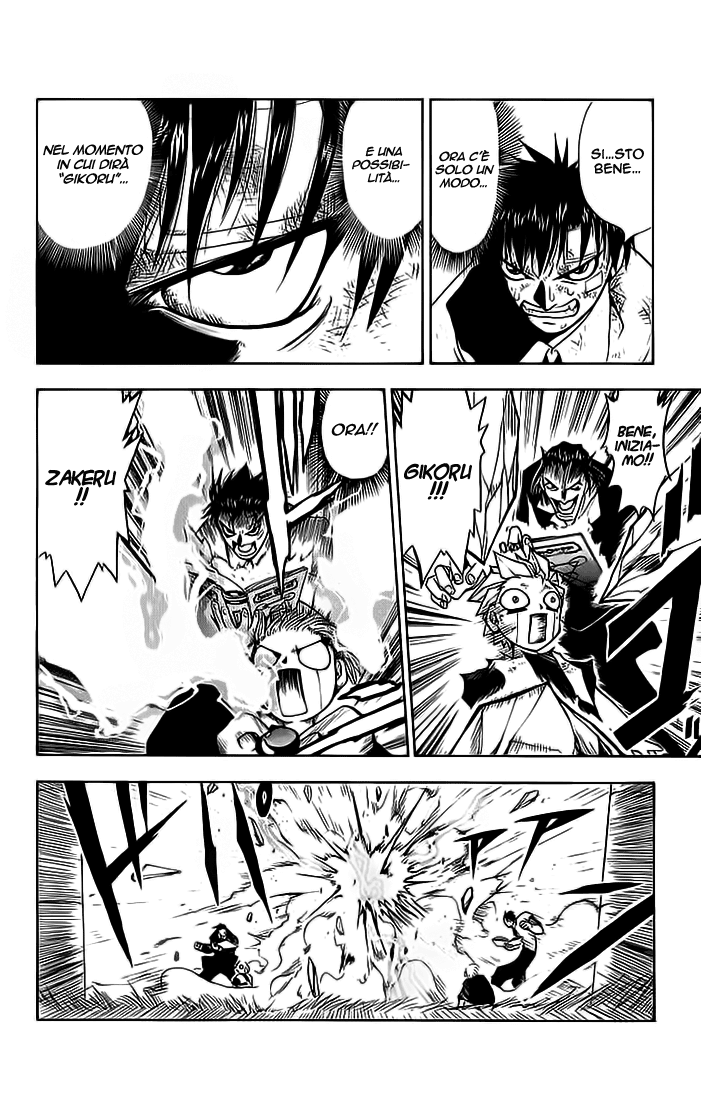 SI...STO
BENE...
ORA C'È
SOLO UN
MODO...
E UNA
POSSIBI-
LITÀ...
NEL MOMENTO
IN CUI DIRÀ
"GIKORU"...
BENE,
INIZIA-
MO!!
GIKORU
!!!
ORA!!
ZAKERU
!!